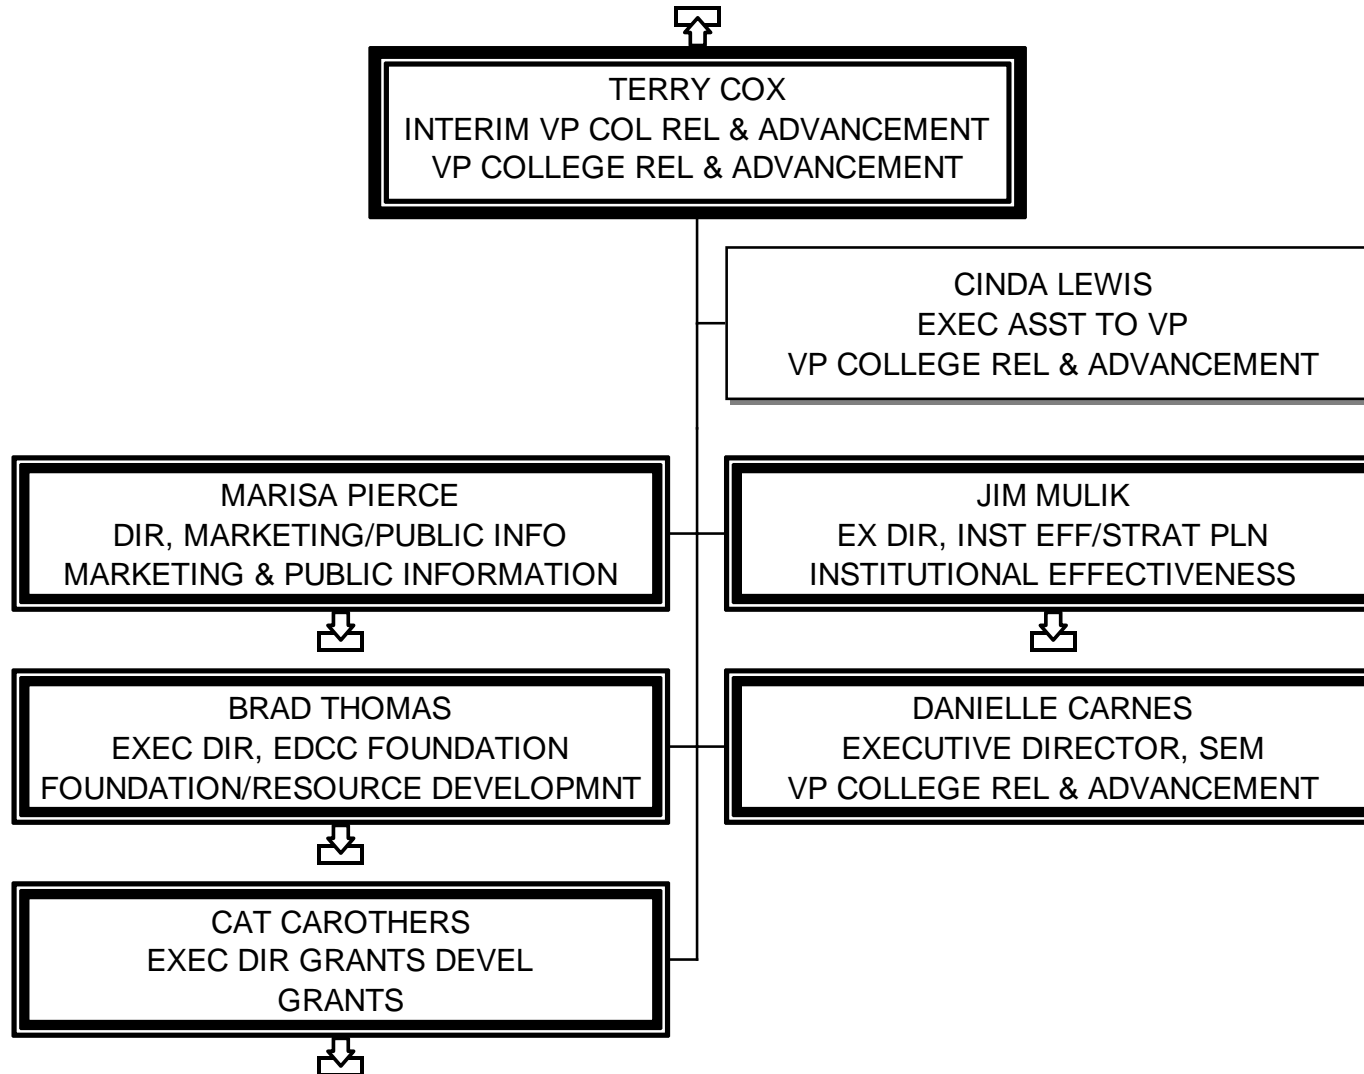 TERRY COX
INTERIM VP COL REL & ADVANCEMENT
VP COLLEGE REL & ADVANCEMENT
CINDA LEWIS
EXEC ASST TO VP
VP COLLEGE REL & ADVANCEMENT
MARISA PIERCE
DIR, MARKETING/PUBLIC INFO
MARKETING & PUBLIC INFORMATION
JIM MULIK
EX DIR, INST EFF/STRAT PLN
INSTITUTIONAL EFFECTIVENESS
BRAD THOMAS
EXEC DIR, EDCC FOUNDATION
FOUNDATION/RESOURCE DEVELOPMNT
DANIELLE CARNES
EXECUTIVE DIRECTOR, SEM
VP COLLEGE REL & ADVANCEMENT
CAT CAROTHERS
EXEC DIR GRANTS DEVEL
GRANTS